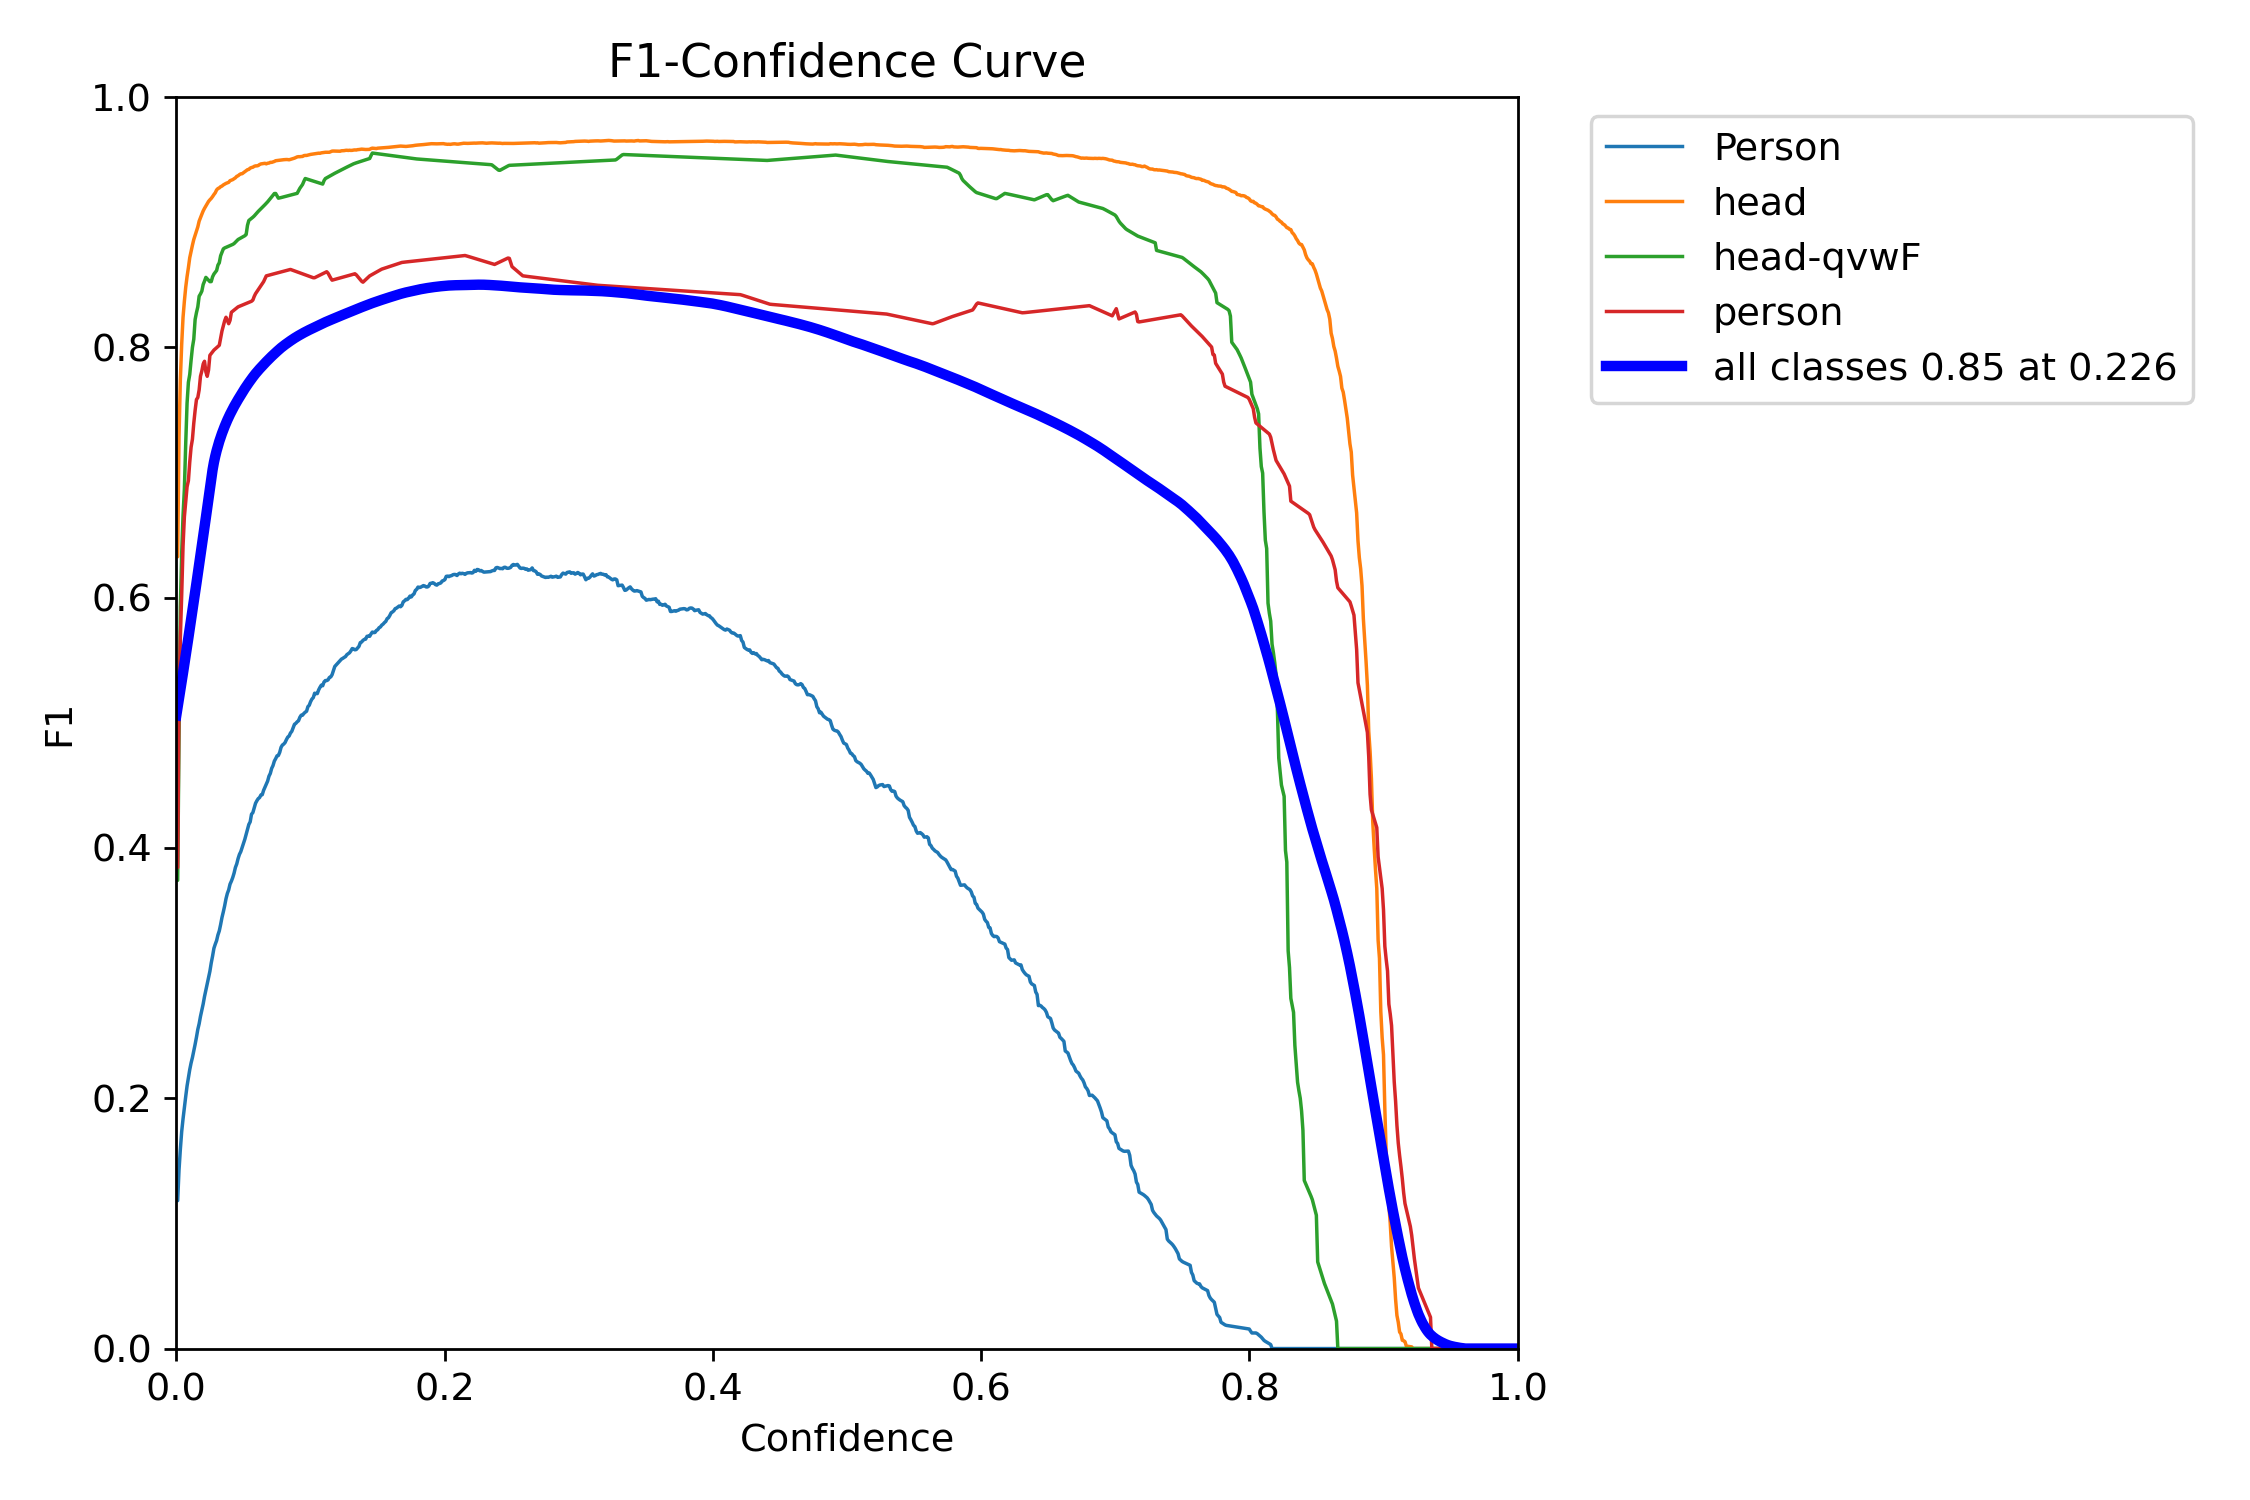 F1-Confidence Curve
1.0
0.8
0.6
0.4
0.2
0.0
F1
0.0 0.2 0.4 0.6 0.8 1.0
Confidence
Person
head
head-qvwF
person
all classes 0.85 at 0.226